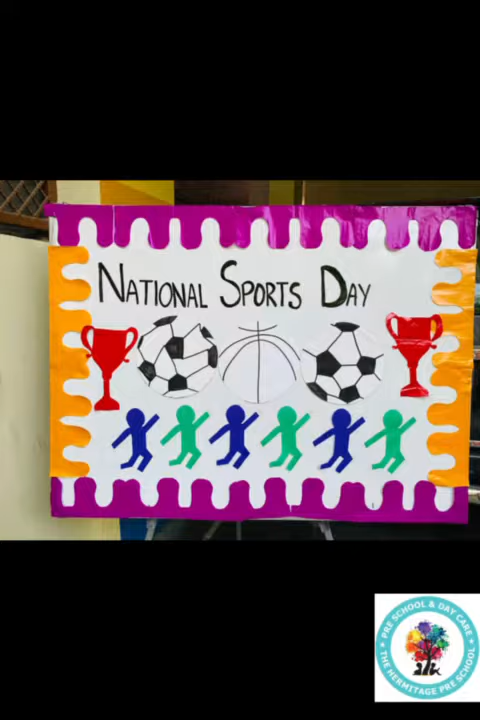 NATIONAL SPORTS DAY
PRE SCHOOL & DAY CARE
THE HERMITAGE PRE SCHOOL